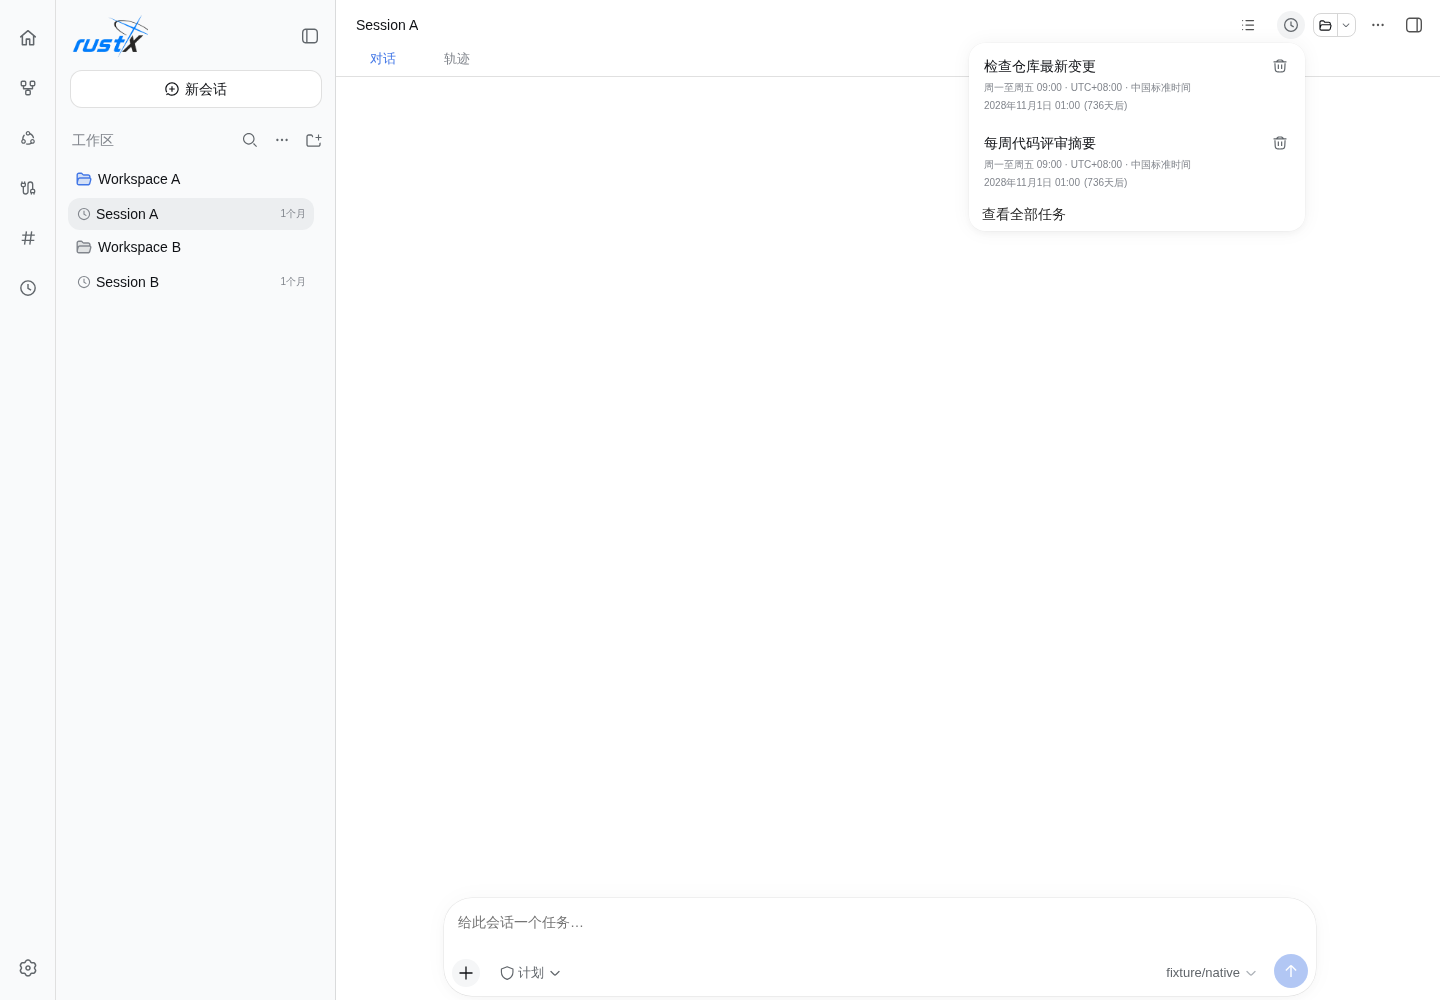 rustX
新会话
工作区
Workspace A
Session A 1个月
Workspace B
Session B 1个月
Session A
对话 轨迹
检查仓库最新变更
周一至周五 09:00 · UTC+08:00 · 中国标准时间
2028年11月1日 01:00 (736天后)
每周代码评审摘要
周一至周五 09:00 · UTC+08:00 · 中国标准时间
2028年11月1日 01:00 (736天后)
查看全部任务
给此会话一个任务…
计划
fixture/native